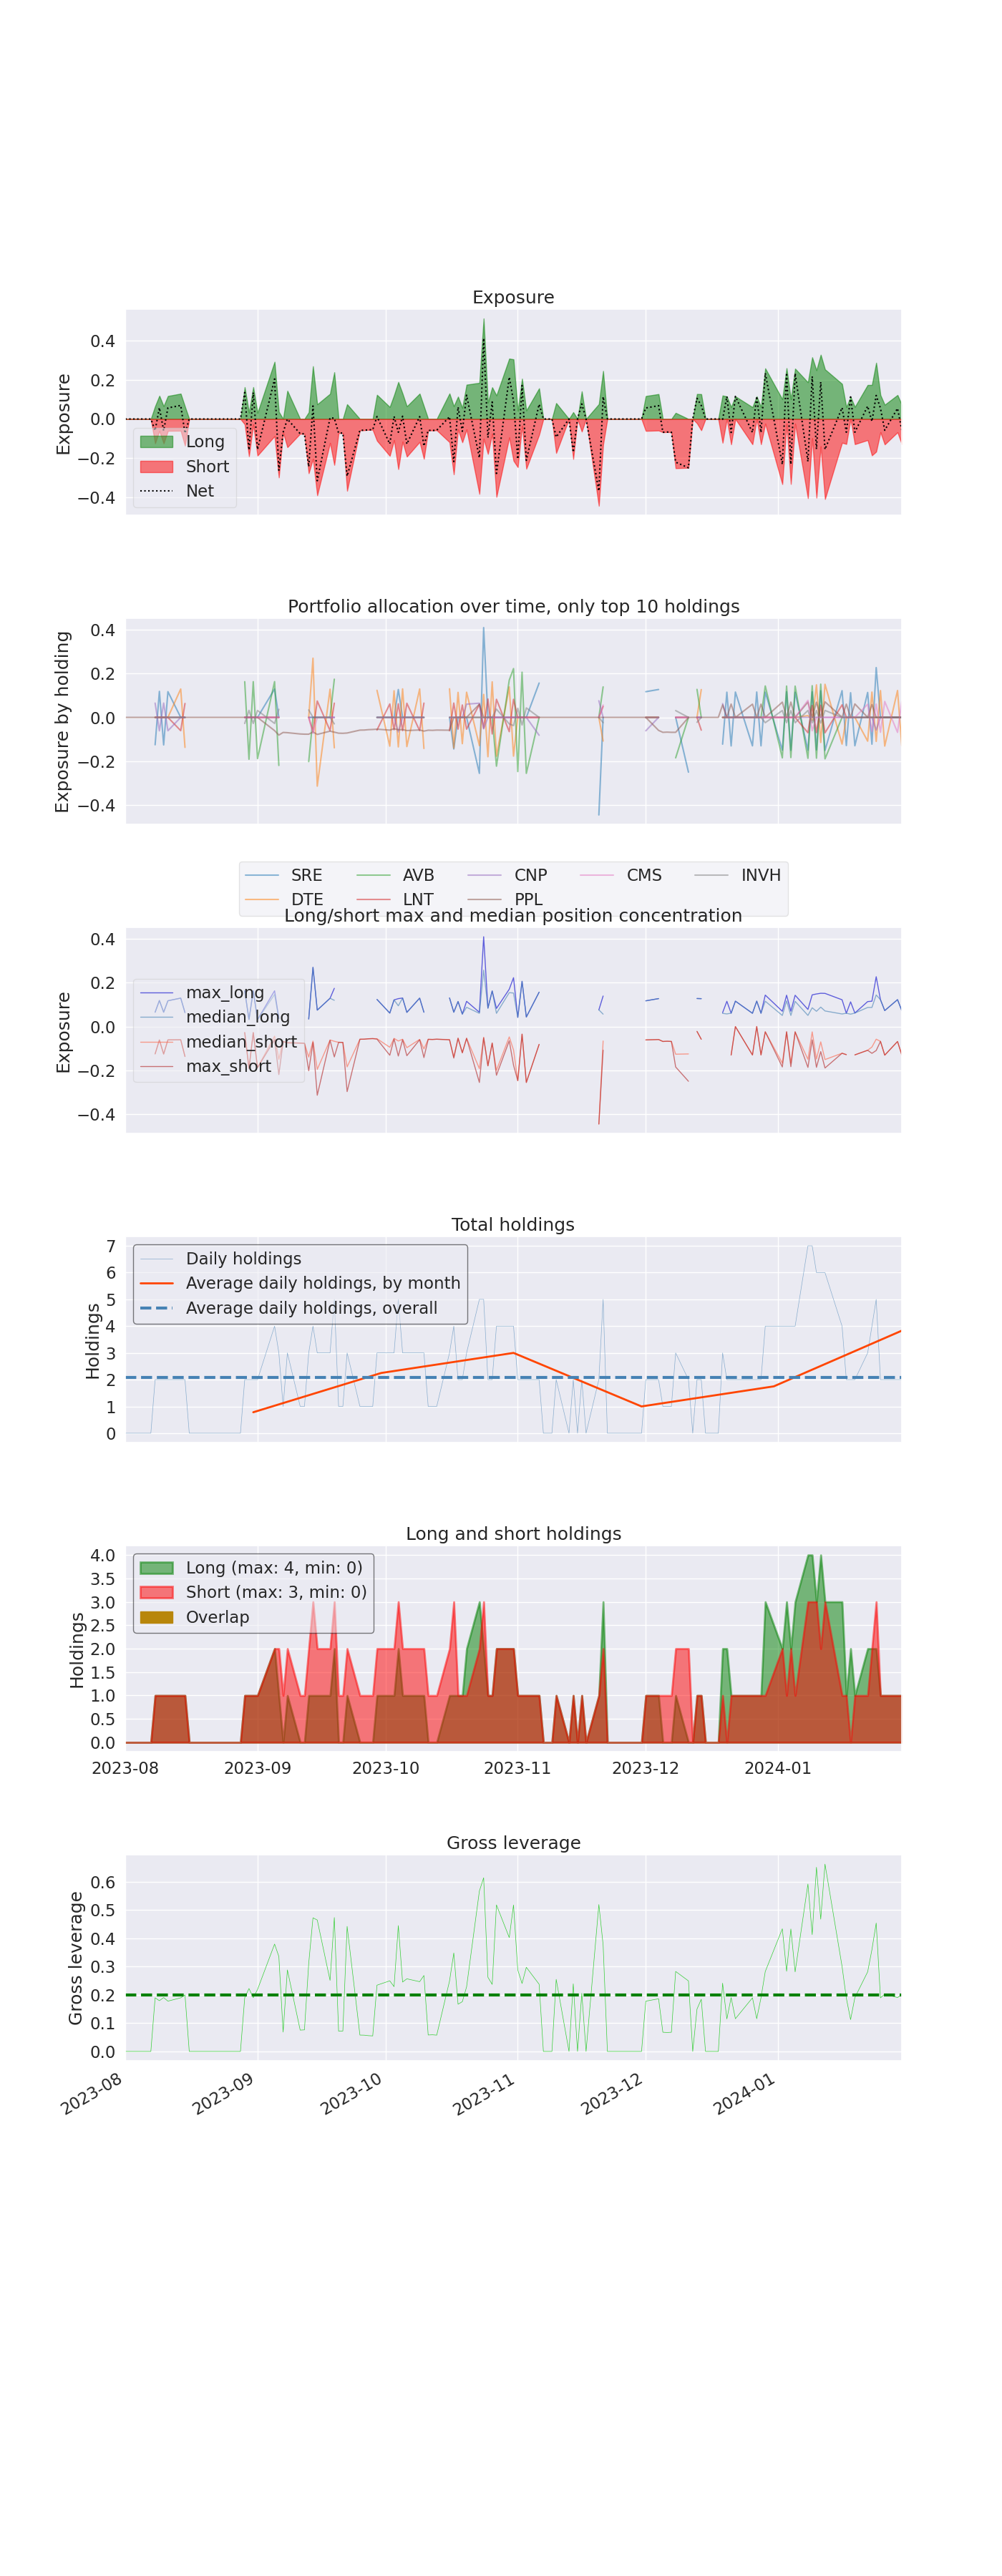 Exposure
Exposure
0.4
0.2
0.0
−0.2
−0.4
Long
Short
Net
Portfolio allocation over time, only top 10 holdings
Exposure by holding
0.4
0.2
0.0
−0.2
−0.4
SRE AVB CNP CMS INVH
DTE LNT PPL
Long/short max and median position concentration
Exposure
0.4
0.2
0.0
−0.2
−0.4
max_long
median_long
median_short
max_short
Total holdings
Holdings
7
6
5
4
3
2
1
0
Daily holdings
Average daily holdings, by month
Average daily holdings, overall
Long and short holdings
Holdings
4.0
3.5
3.0
2.5
2.0
1.5
1.0
0.5
0.0
Long (max: 4, min: 0)
Short (max: 3, min: 0)
Overlap
2023-08 2023-09 2023-10 2023-11 2023-12 2024-01
Gross leverage
Gross leverage
0.6
0.5
0.4
0.3
0.2
0.1
0.0
2023-08 2023-09 2023-10 2023-11 2023-12 2024-01